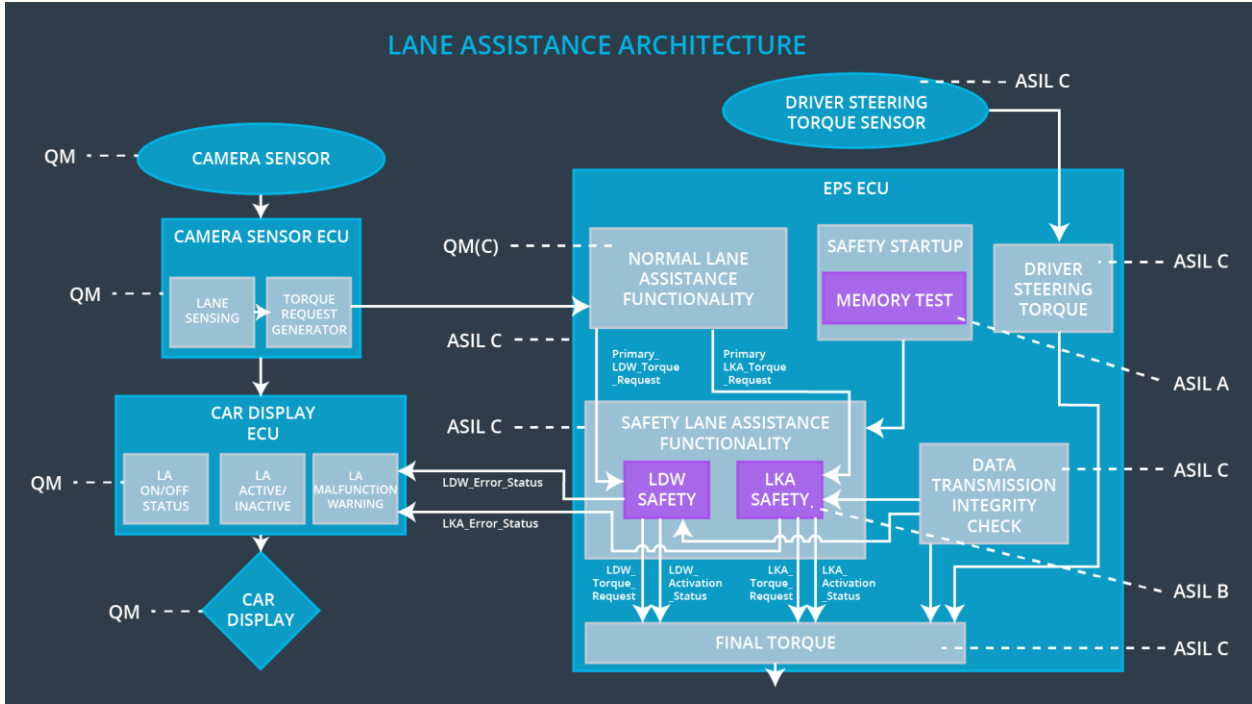 LANE ASSISTANCE ARCHITECTURE
ASIL C
DRIVER STEERING
TORQUE SENSOR
QM
CAMERA SENSOR
EPS ECU
CAMERA SENSOR ECU
QM
LANE
SENSING
TORQUE
REQUEST
GENERATOR
QM(C)
NORMAL LANE
ASSISTANCE
FUNCTIONALITY
SAFETY STARTUP
MEMORY TEST
DRIVER
STEERING
TORQUE
ASIL C
ASIL C
Primary_
LDW_Torque
_Request
Primary
LKA_Torque
_Request
ASIL A
CAR DISPLAY
ECU
QM
LA
ON/OFF
STATUS
LA
ACTIVE/
INACTIVE
LA
MALFUNCTION
WARNING
ASIL C
SAFETY LANE ASSISTANCE
FUNCTIONALITY
LDW_Error_Status
LKA_Error_Status
LDW
SAFETY
LKA
SAFETY
DATA
TRANSMISSION
INTEGRITY
CHECK
ASIL C
LDW_
Torque_
Request
LDW_
Activation
_Status
LKA_
Torque_
Request
LKA_
Activation
_Status
ASIL B
QM
CAR
DISPLAY
FINAL TORQUE
ASIL C